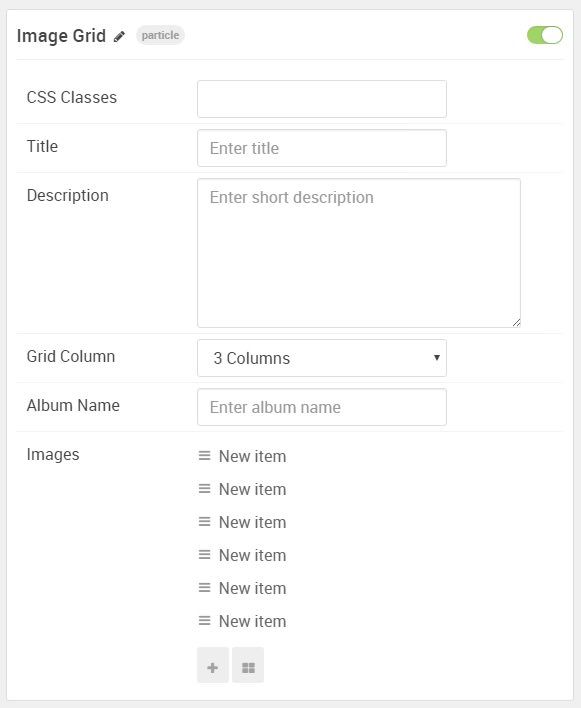 Image Grid particle
CSS Classes
Title Enter title
Description Enter short description
Grid Column 3 Columns
Album Name Enter album name
Images New item
New item
New item
New item
New item
New item